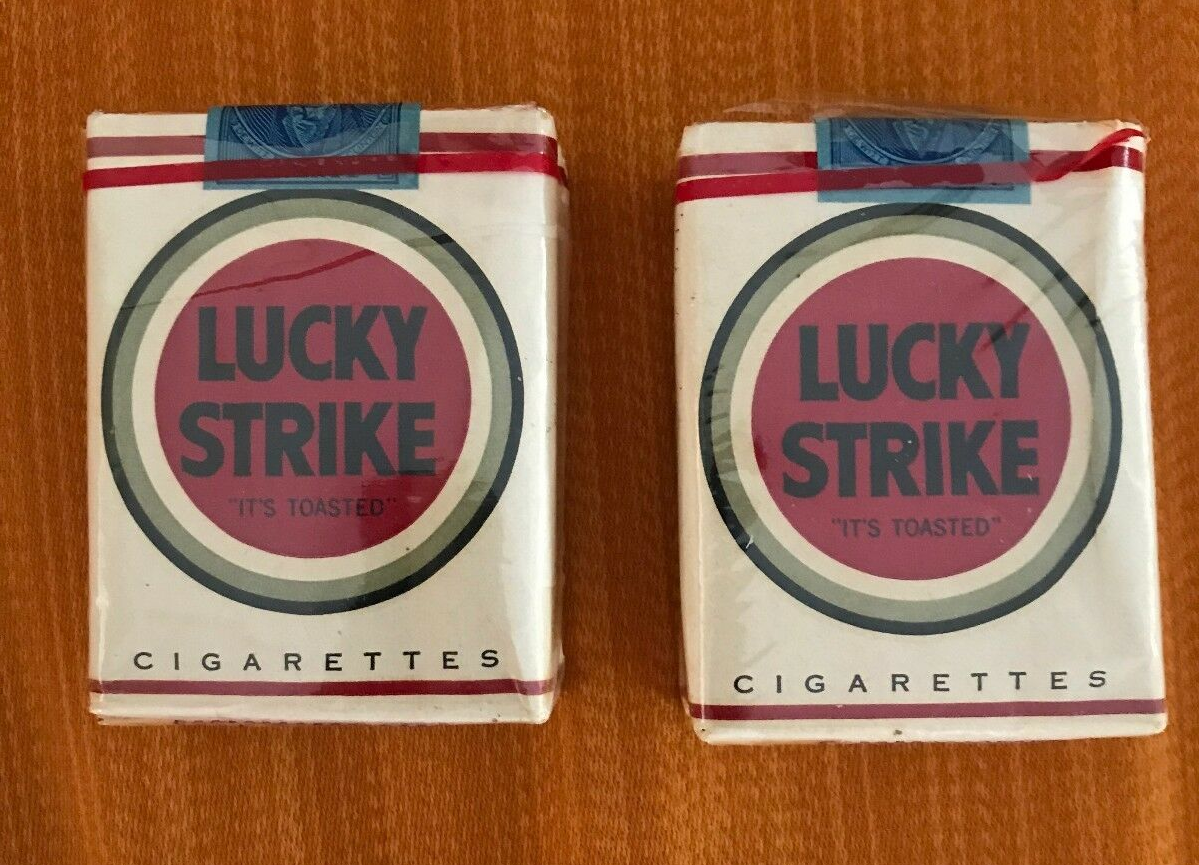 LUCKY
STRIKE
"IT'S TOASTED"
CIGARETTES
LUCKY
STRIKE
"IT'S TOASTED"
CIGARETTES